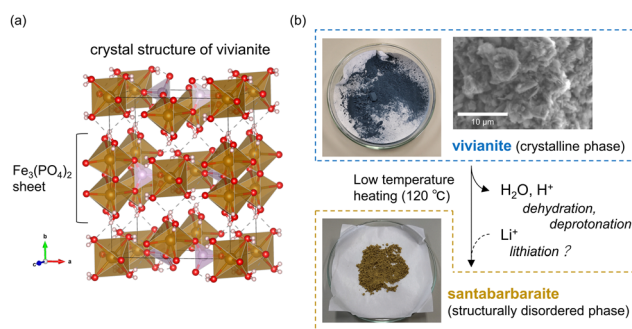 (a)
crystal structure of vivianite
Fe₃(PO₄)₂
sheet
b
c
a
(b)
10 μm
vivianite (crystalline phase)
Low temperature
heating (120 ℃)
H₂O, H⁺
dehydration,
deprotonation
Li⁺
lithiation ?
santabarbaraite
(structurally disordered phase)